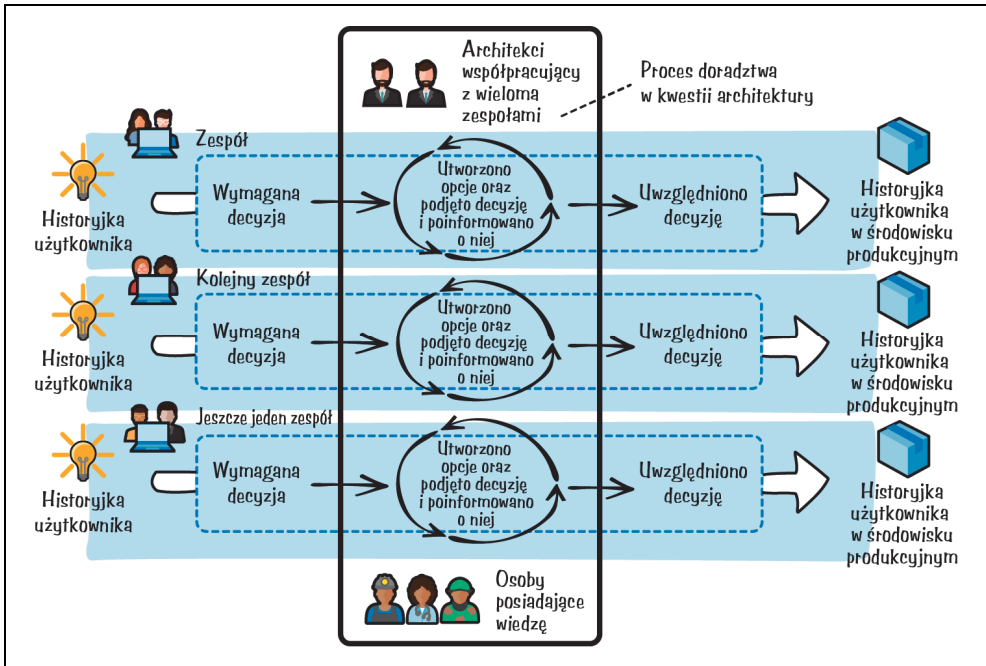 Architekci
współpracujący
z wieloma
zespołami
Proces doradztwa
w kwestii architektury
Zespół
Historyjka
użytkownika
Wymagana
decyzja
Utworzono
opcje oraz
podjęto decyzję
i poinformowano
o niej
Uwzględniono
decyzję
Historyjka
użytkownika
w środowisku
produkcyjnym
Kolejny zespół
Historyjka
użytkownika
Wymagana
decyzja
Utworzono
opcje oraz
podjęto decyzję
i poinformowano
o niej
Uwzględniono
decyzję
Historyjka
użytkownika
w środowisku
produkcyjnym
Jeszcze jeden zespół
Historyjka
użytkownika
Wymagana
decyzja
Utworzono
opcje oraz
podjęto decyzję
i poinformowano
o niej
Uwzględniono
decyzję
Historyjka
użytkownika
w środowisku
produkcyjnym
Osoby
posiadające
wiedzę